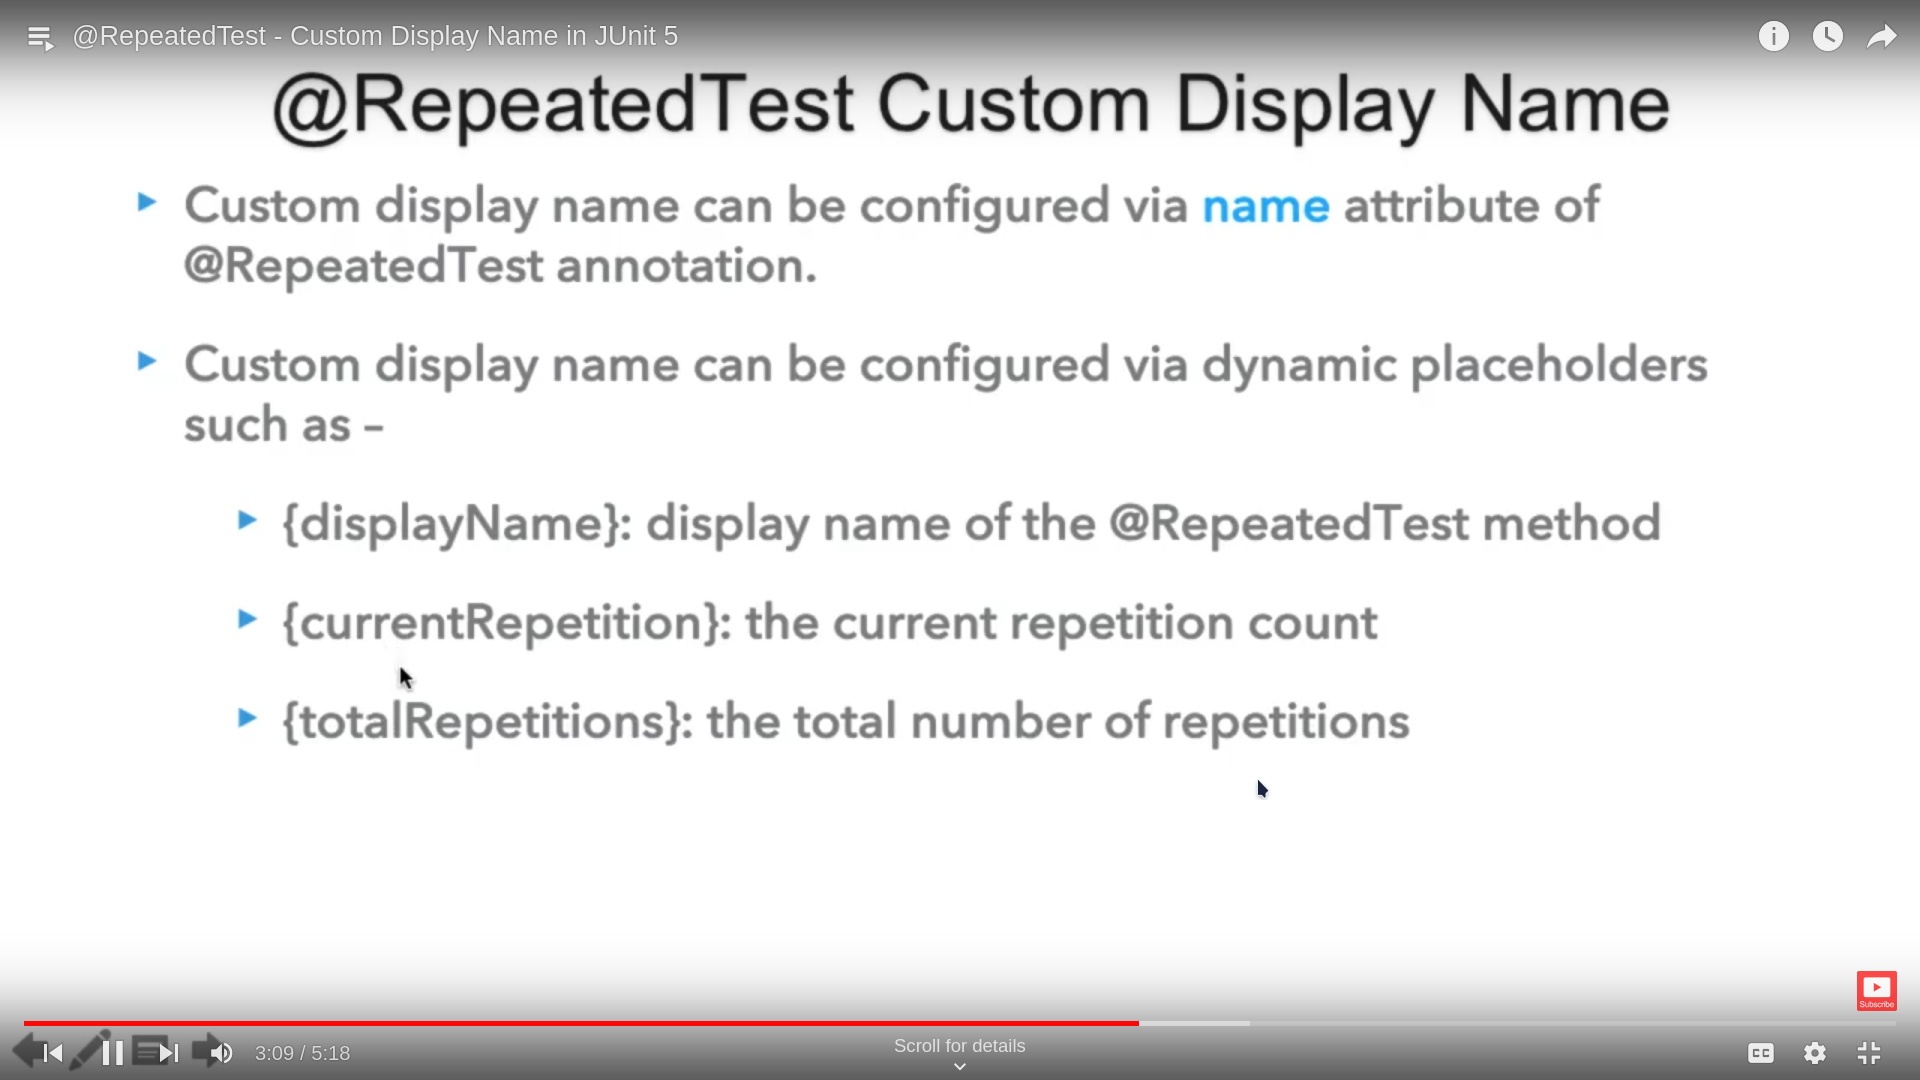 @RepeatedTest - Custom Display Name in JUnit 5
@RepeatedTest Custom Display Name
Custom display name can be configured via name attribute of
@RepeatedTest annotation.
Custom display name can be configured via dynamic placeholders
such as –
{displayName}: display name of the @RepeatedTest method
{currentRepetition}: the current repetition count
{totalRepetitions}: the total number of repetitions
Subscribe
3:09 / 5:18
Scroll for details
CC